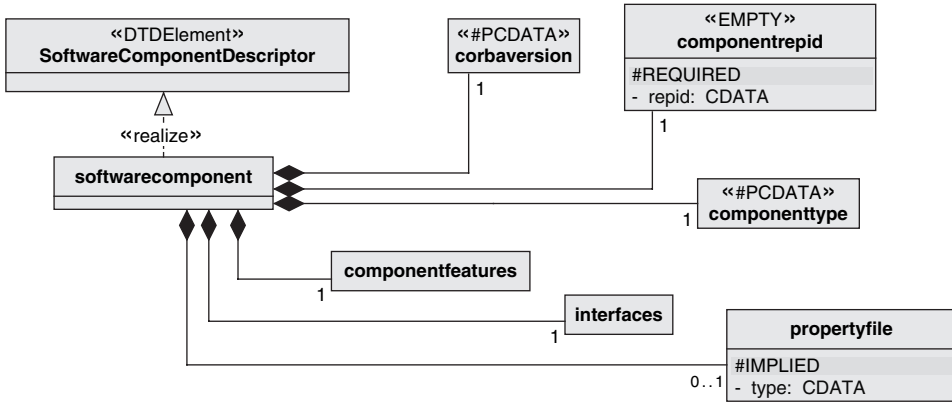 «DTDElement»
SoftwareComponentDescriptor
«#PCDATA»
corbaversion
1
«EMPTY»
componentrepid
#REQUIRED
- repid: CDATA
1
«realize»
softwarecomponent
«#PCDATA»
componenttype
1
componentfeatures
1
interfaces
1
propertyfile
#IMPLIED
- type: CDATA
0..1